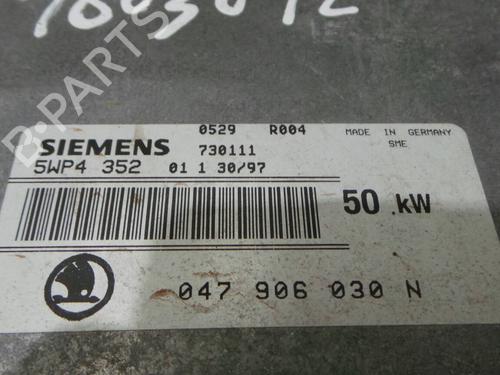 0529 R004
MADE IN GERMANY
SIEMENS 730111
SME
5WP4 352 01 1 30/97
50 kW
047 906 030 N
B-PARTS